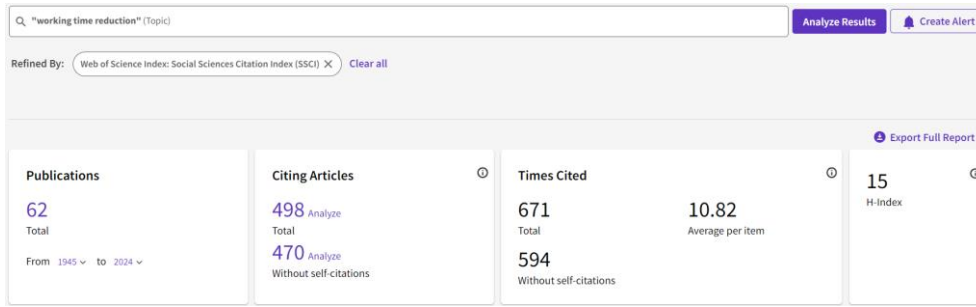 "working time reduction" (Topic)
Analyze Results
Create Alert
Refined By:
Web of Science Index: Social Sciences Citation Index (SSCI) ×
Clear all
Export Full Report
Publications
62
Total
From 1945 to 2024
Citing Articles
498 Analyze
Total
470 Analyze
Without self-citations
Times Cited
671
Total
594
Without self-citations
10.82
Average per item
15
H-Index